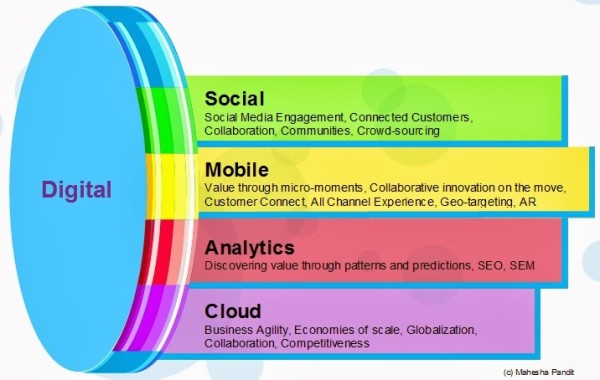 Digital
Social
Social Media Engagement, Connected Customers,
Collaboration, Communities, Crowd-sourcing
Mobile
Value through micro-moments, Collaborative innovation on the move,
Customer Connect, All Channel Experience, Geo-targeting, AR
Analytics
Discovering value through patterns and predictions, SEO, SEM
Cloud
Business Agility, Economies of scale, Globalization,
Collaboration, Competitiveness
(c) Mahesha Pandit